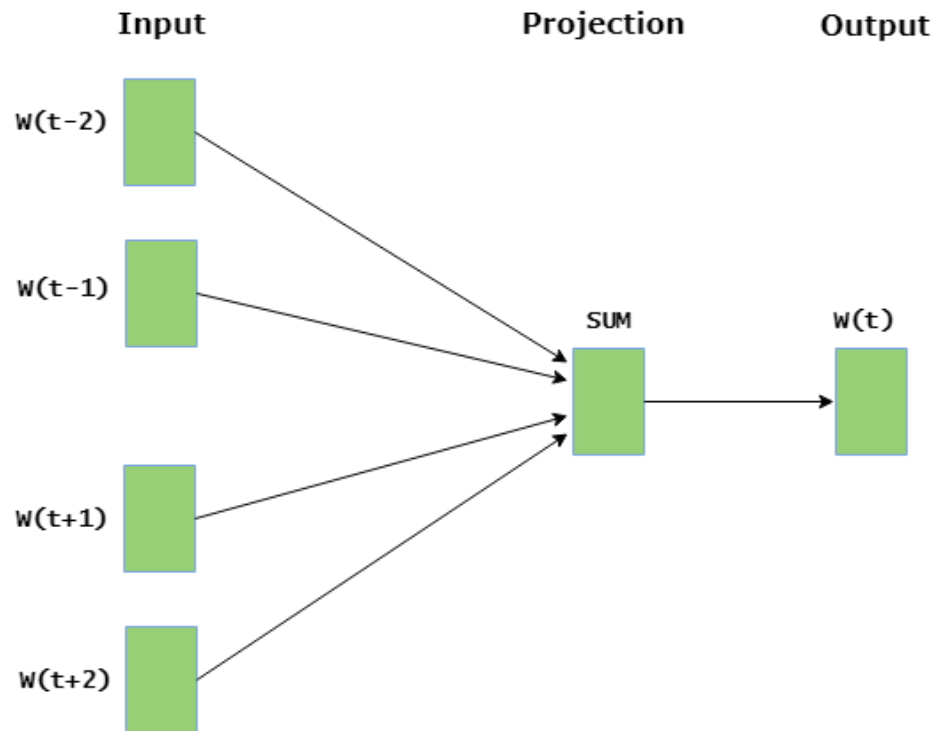 Input Projection Output
W(t-2)
W(t-1)
SUM W(t)
W(t+1)
W(t+2)